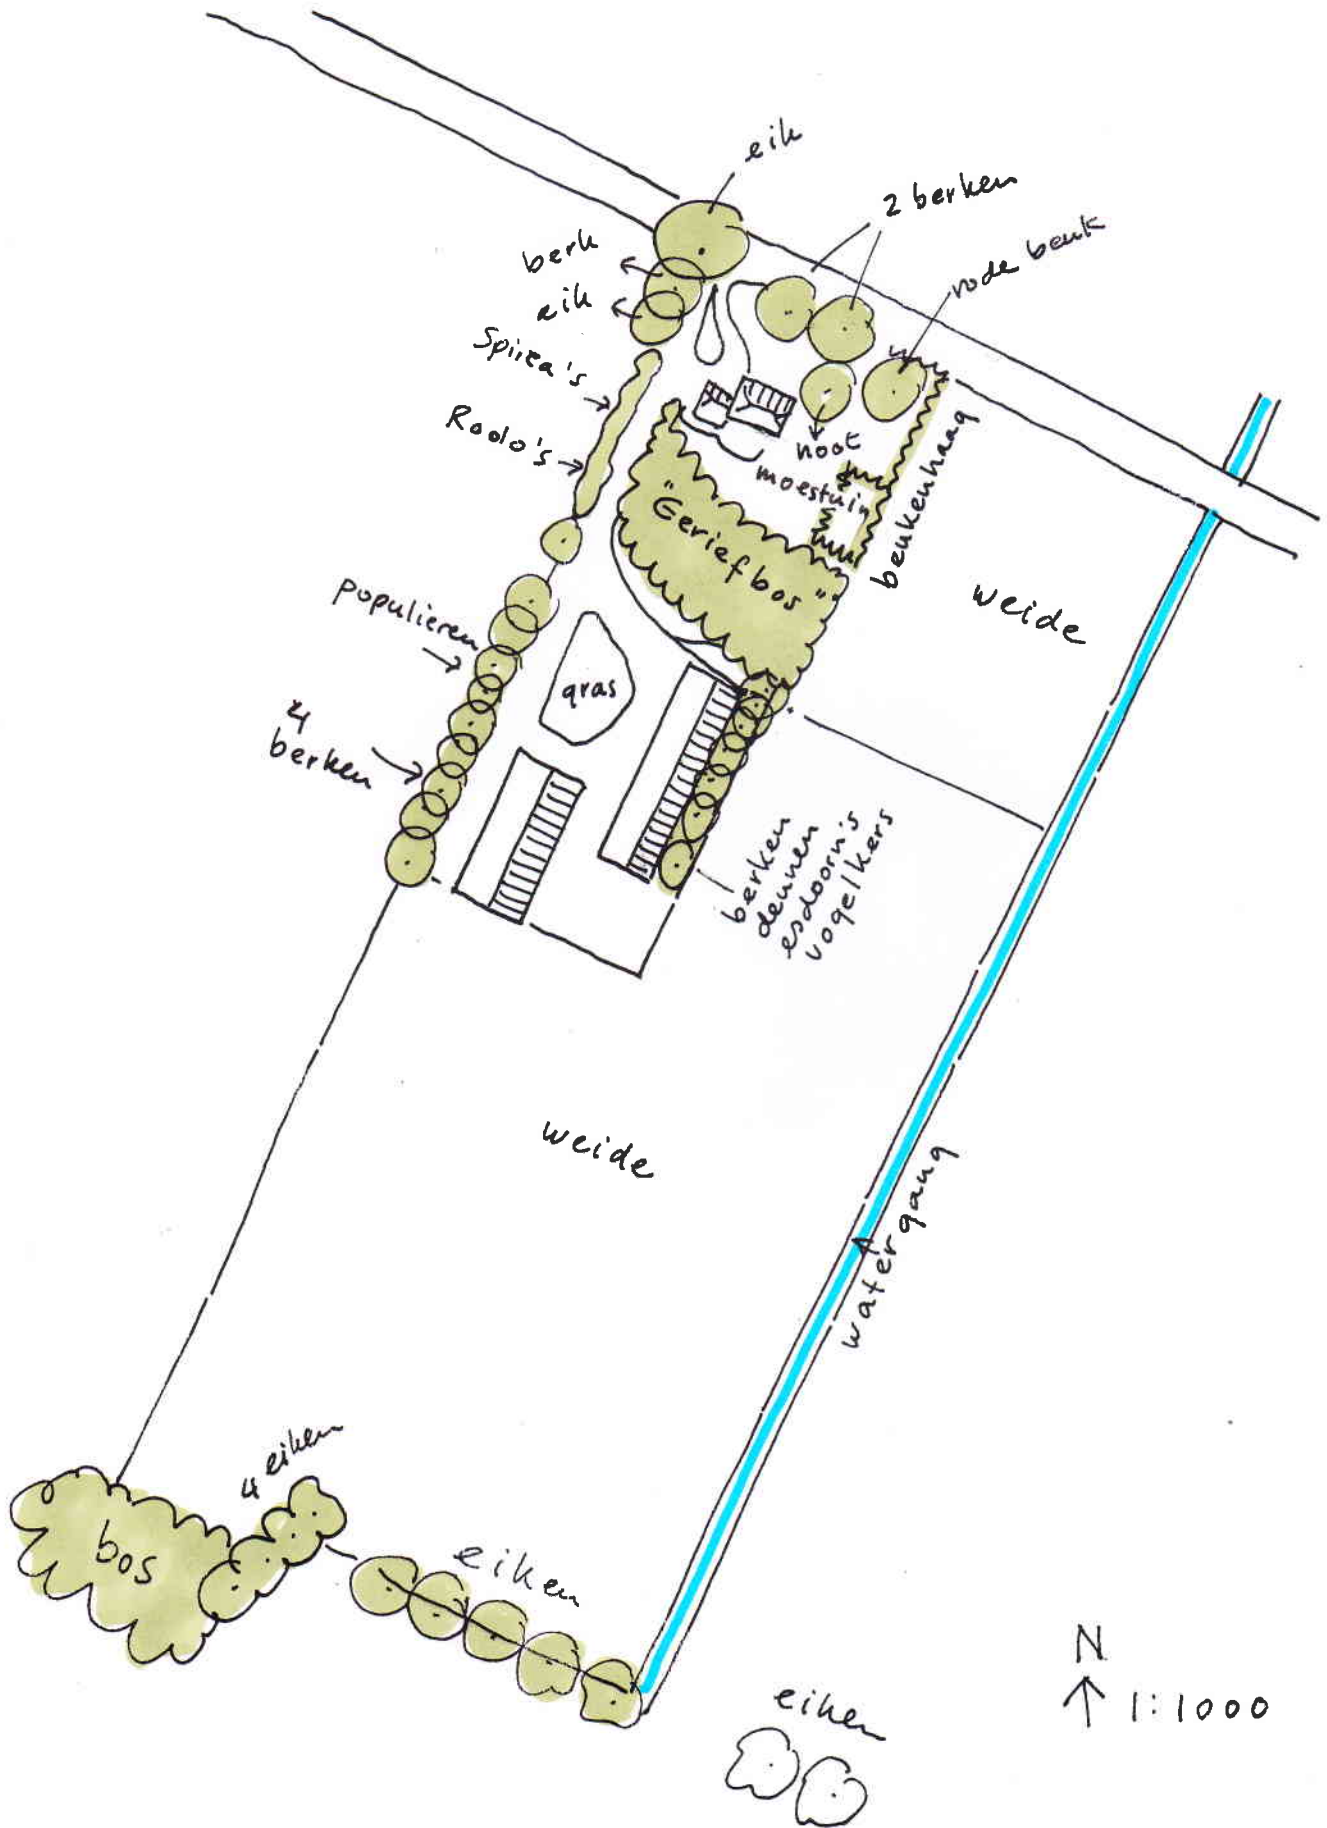 eik
2 berken
berk
rode beuk
eik
Spirea's
Rodo's
noot
moestuin
beukenhaag
"Geriefbos"
weide
populieren
gras
4
berken
berken
dennen
esdoorn's
vogelkers
weide
watergang
4 eiken
bos
eiken
eiken
N
1:1000